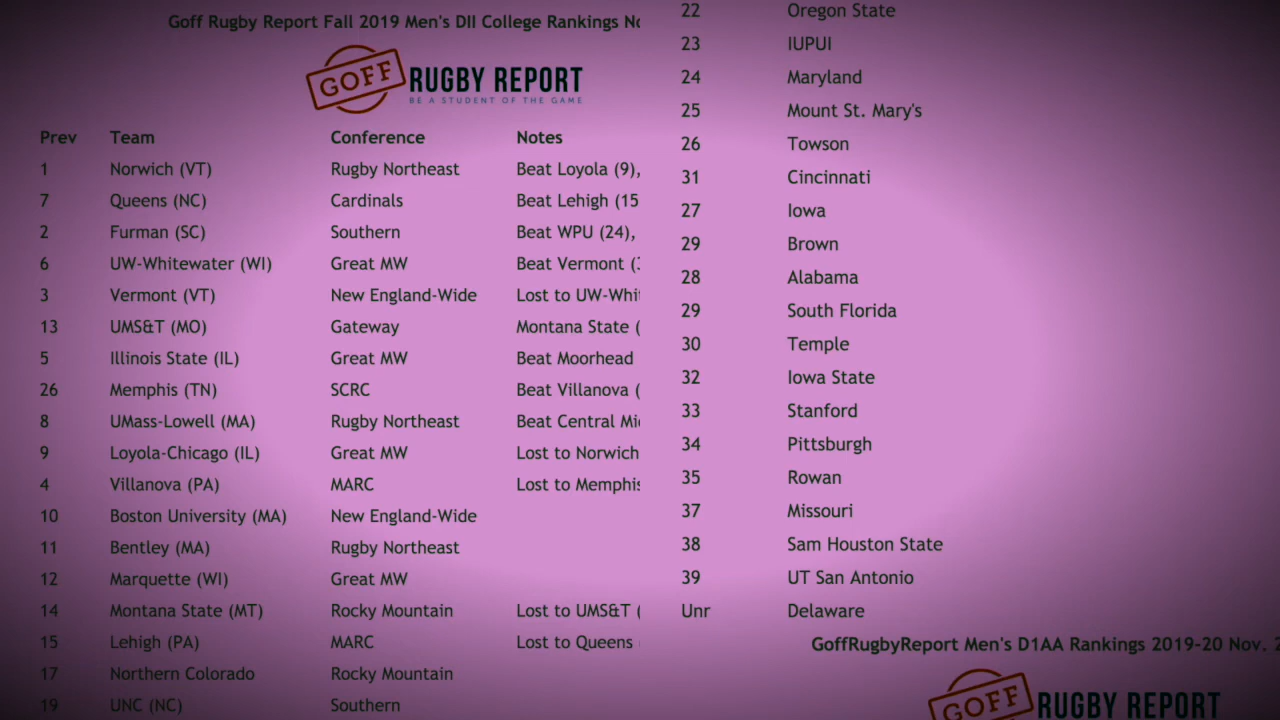 Goff Rugby Report Fall 2019 Men's DII College Rankings
GOFF RUGBY REPORT
BE A STUDENT OF THE GAME
Prev Team Conference Notes
1 Norwich (VT) Rugby Northeast Beat Loyola (9),
7 Queens (NC) Cardinals Beat Lehigh (15
2 Furman (SC) Southern Beat WPU (24),
6 UW-Whitewater (WI) Great MW Beat Vermont (
3 Vermont (VT) New England-Wide Lost to
13 UMS&T (MO) Gateway Montana State (
5 Illinois State (IL) Great MW Beat Moorhead
26 Memphis (TN) SCRC Beat Villanova (
8 UMass-Lowell (MA) Rugby Northeast Beat Central
9 Loyola-Chicago (IL) Great MW Lost to Norwich
4 Villanova (PA) MARC Lost to Memphis
10 Boston University (MA) New England-Wide
11 Bentley (MA) Rugby Northeast
12 Marquette (WI) Great MW
14 Montana State (MT) Rocky Mountain Lost to UMS&T (
15 Lehigh (PA) MARC Lost to Queens
17 Northern Colorado Rocky Mountain
19 UNC (NC) Southern
22 Oregon State
23 IUPUI
24 Maryland
25 Mount St. Mary's
26 Towson
31 Cincinnati
27 Iowa
29 Brown
28 Alabama
29 South Florida
30 Temple
32 Iowa State
33 Stanford
34 Pittsburgh
35 Rowan
37 Missouri
38 Sam Houston State
39 UT San Antonio
Unr Delaware
GoffRugbyReport Men's D1AA Rankings 2019-20 Nov.
GOFF RUGBY REPORT